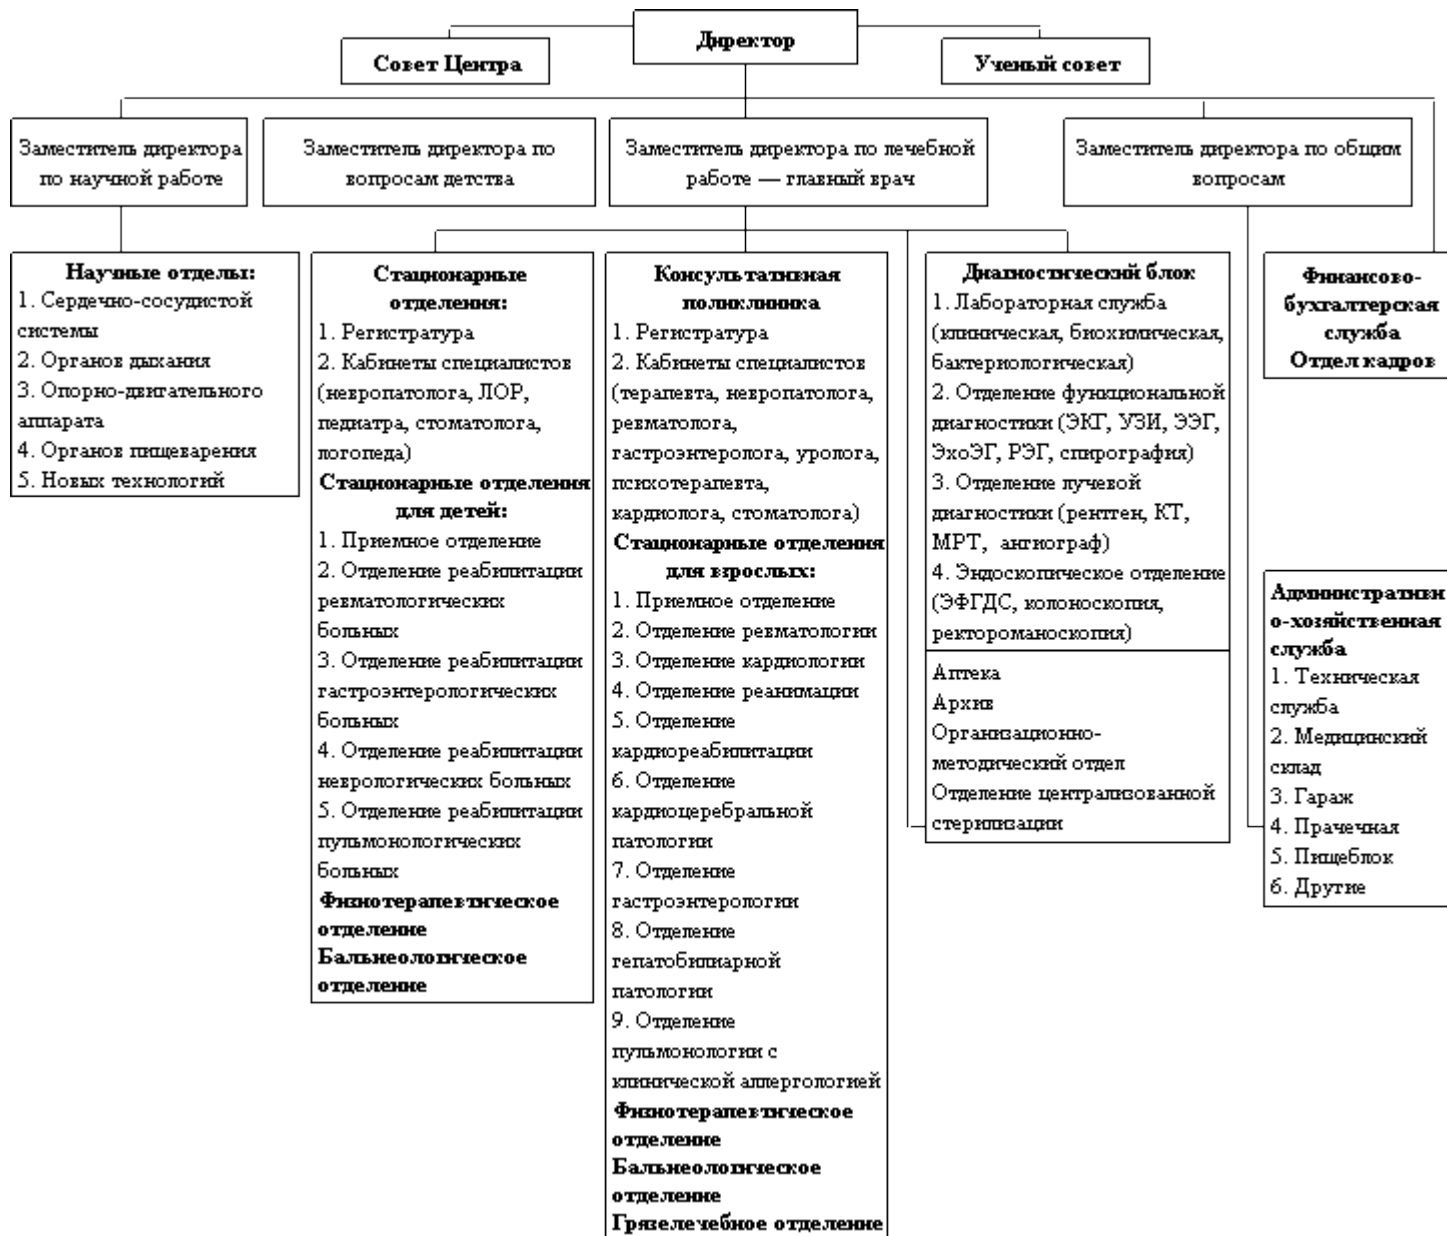 Директор
Совет Центра
Ученый совет
Заместитель директора
по научной работе
Заместитель директора по
вопросам детства
Заместитель директора по лечебной
работе — главный врач
Заместитель директора по общим
вопросам
Научные отделы:
1. Сердечно-сосудистой
системы
2. Органов дыхания
3. Опорно-двигательного
аппарата
4. Органов пищеварения
5. Новых технологий
Стационарные
отделения:
1. Регистратура
2. Кабинеты специалистов
(невропатолога, ЛОР,
педиатра, стоматолога,
логопеда)
Стационарные отделения
для детей:
1. Приемное отделение
2. Отделение реабилитации
ревматологических
больных
3. Отделение реабилитации
гастроэнтерологических
больных
4. Отделение реабилитации
неврологических больных
5. Отделение реабилитации
пульмонологических
больных
Физиотерапевтическое
отделение
Бальнеологическое
отделение
Консультативная
поликлиника
1. Регистратура
2. Кабинеты специалистов
(терапевта, невропатолога,
ревматолога,
гастроэнтеролога, уролога,
психотерапевта,
кардиолога, стоматолога)
Стационарные отделения
для взрослых:
1. Приемное отделение
2. Отделение ревматологии
3. Отделение кардиологии
4. Отделение реанимации
5. Отделение
кардиореабилитации
6. Отделение
кардиоцеребральной
патологии
7. Отделение
гастроэнтерологии
8. Отделение
гепатобилиарной
патологии
9. Отделение
пульмонологии с
клинической аллергологией
Физиотерапевтическое
отделение
Бальнеологическое
отделение
Грязелечебное отделение
Диагностический блок
1. Лабораторная служба
(клиническая, биохимическая,
бактериологическая)
2. Отделение функциональной
диагностики (ЭКГ, УЗИ, ЭЭГ,
ЭхоЭГ, РЭГ, спирография)
3. Отделение лучевой
диагностики (рентген, КТ,
МРТ, ангиограф)
4. Эндоскопическое отделение
(ЭФГДС, колоноскопия,
ректороманоскопия)
Аптека
Архив
Организационно-
методический отдел
Отделение централизованной
стерилизации
Финансово-
бухгалтерская
служба
Отдел кадров
Административн
о-хозяйственная
служба
1. Техническая
служба
2. Медицинский
склад
3. Гараж
4. Прачечная
5. Пищеблок
6. Другие